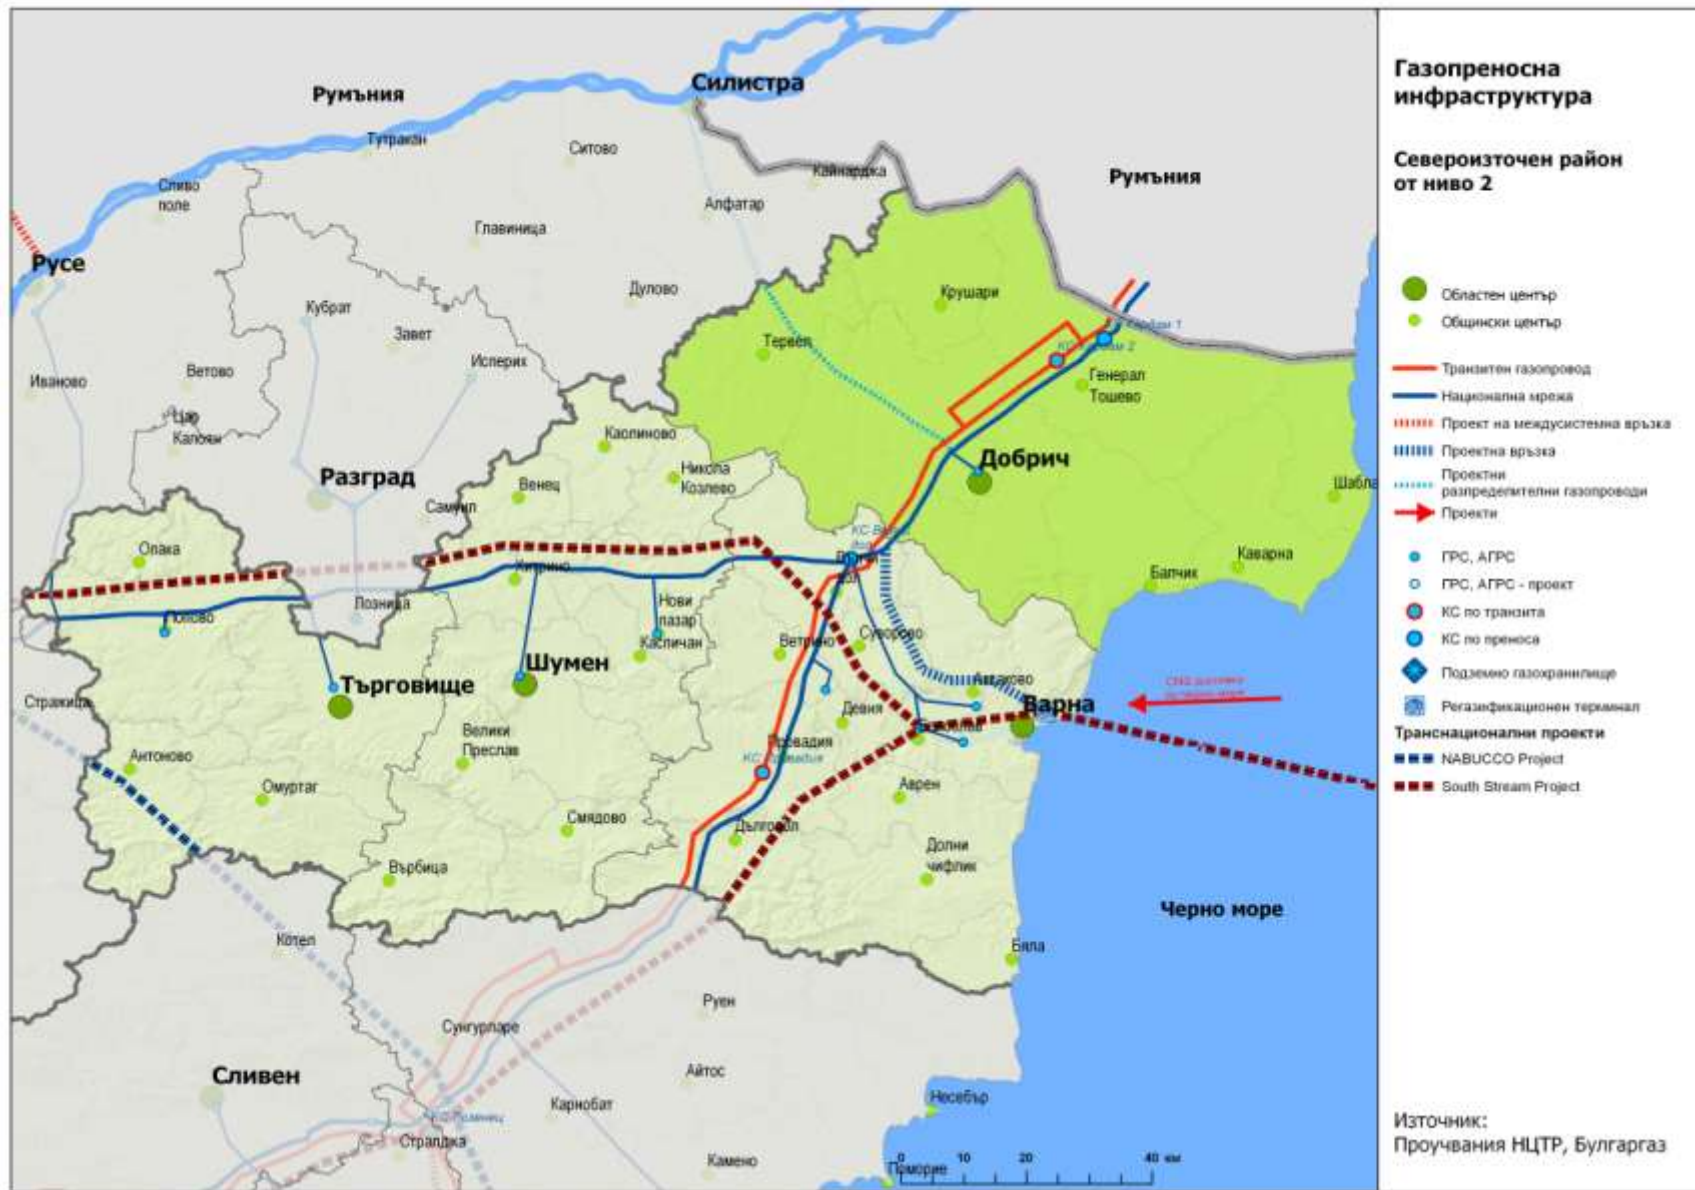 Силистра
Румъния
Тутракан
Ситово
Кайнарджа
Румъния
Сливо
поле
Алфатар
Главиница
Русе
Дулово
Крушари
Кубрат
Завет
Тервел
Исперих
Иваново
Ветово
КС
Генерал
Тошево
Цар
Калоян
Каолиново
Разград
Никола
Козлево
Добрич
Венец
Самуил
Шабла
Опака
Хитрино
Каварна
Балчик
Лозница
Нови
пазар
Попово
Каспичан
Ветрино
Суворово
Шумен
Търговище
Аксаково
Варна
Стражица
Девня
Велики
Преслав
Провадия
КС Провадия
Антоново
Омуртаг
Аврен
Смядово
Дългопол
Долни
чифлик
Върбица
Черно море
Котел
Бяла
Руен
Сунгурларе
Сливен
Айтос
Карнобат
Несебър
Стралджа
Камено
Поморие
0 10 20 40 км
Газопреносна
инфраструктура
Североизточен район
от ниво 2
Областен център
Общински център
Транзитен газопровод
Национална мрежа
Проект на междусистемна връзка
Проектна връзка
Проектни
разпределителни газопроводи
Проекти
ГРС, АГРС
ГРС, АГРС - проект
КС по транзита
КС по преноса
Подземно газохранилище
Регазификационен терминал
Транснационални проекти
NABUCCO Project
South Stream Project
Източник:
Проучвания НЦТР, Булгаргаз